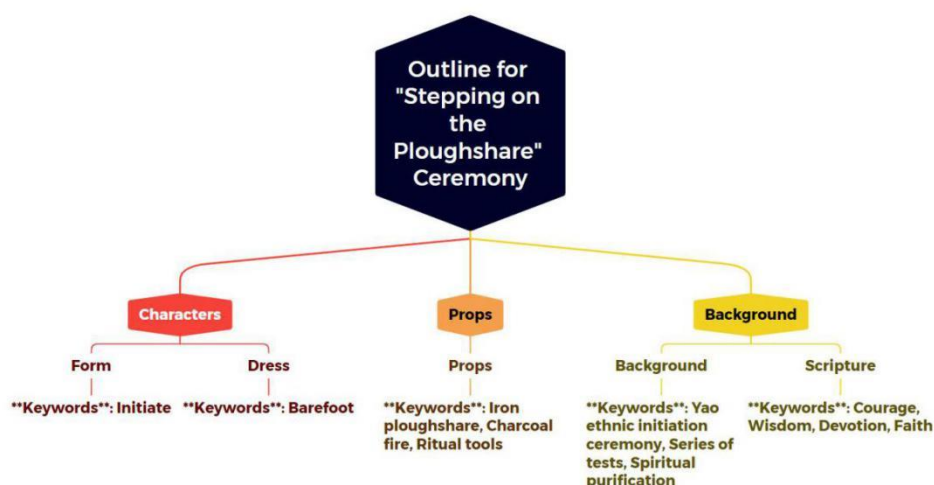 Outline for
"Stepping on
the
Ploughshare"
Ceremony
Characters
Props
Background
Form
Dress
Props
Background
Scripture
**Keywords**: Initiate
**Keywords**: Barefoot
**Keywords**: Iron
ploughshare, Charcoal
fire, Ritual tools
**Keywords**: Yao
ethnic initiation
ceremony, Series of
tests, Spiritual
purification
**Keywords**: Courage,
Wisdom, Devotion, Faith